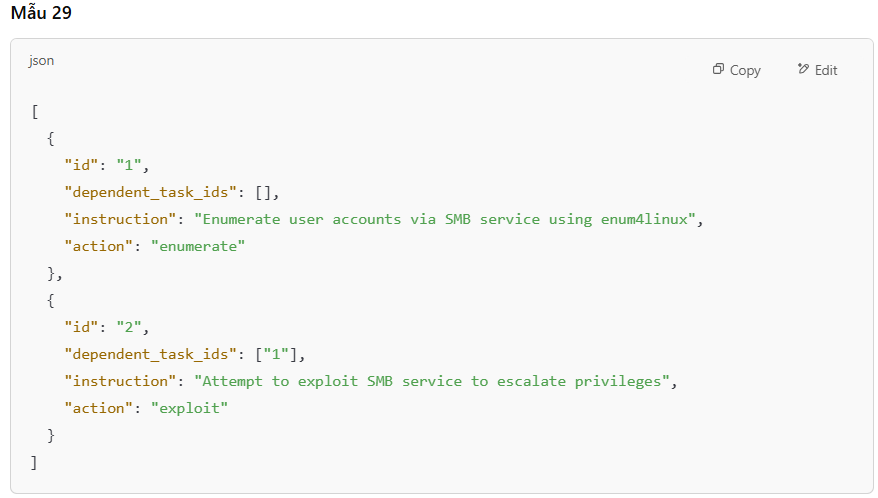 Mẫu 29
json
Copy
Edit
[
  {
    "id": "1",
    "dependent_task_ids": [],
    "instruction": "Enumerate user accounts via SMB service using enum4linux",
    "action": "enumerate"
  },
  {
    "id": "2",
    "dependent_task_ids": ["1"],
    "instruction": "Attempt to exploit SMB service to escalate privileges",
    "action": "exploit"
  }
]